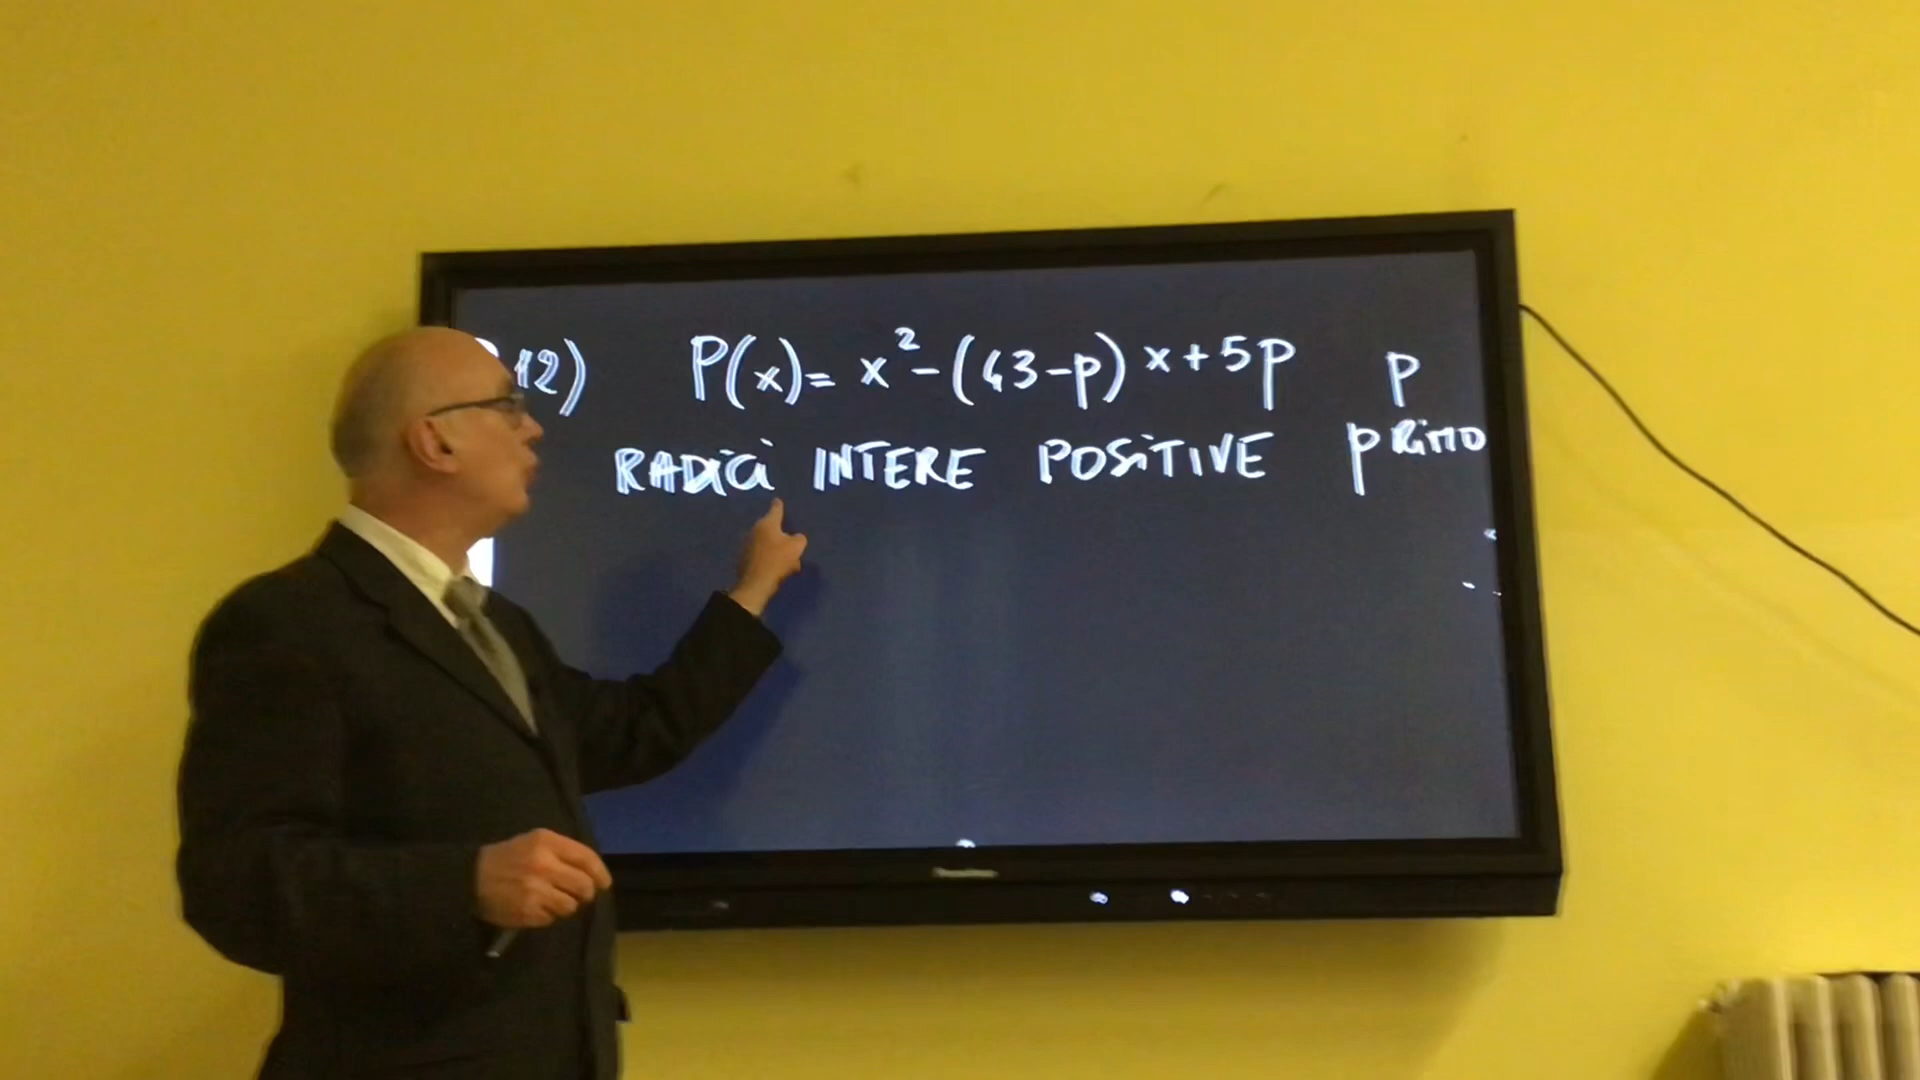 12) P(x) = x² - (43-p) x + 5p p
RADICI INTERE POSITIVE primo